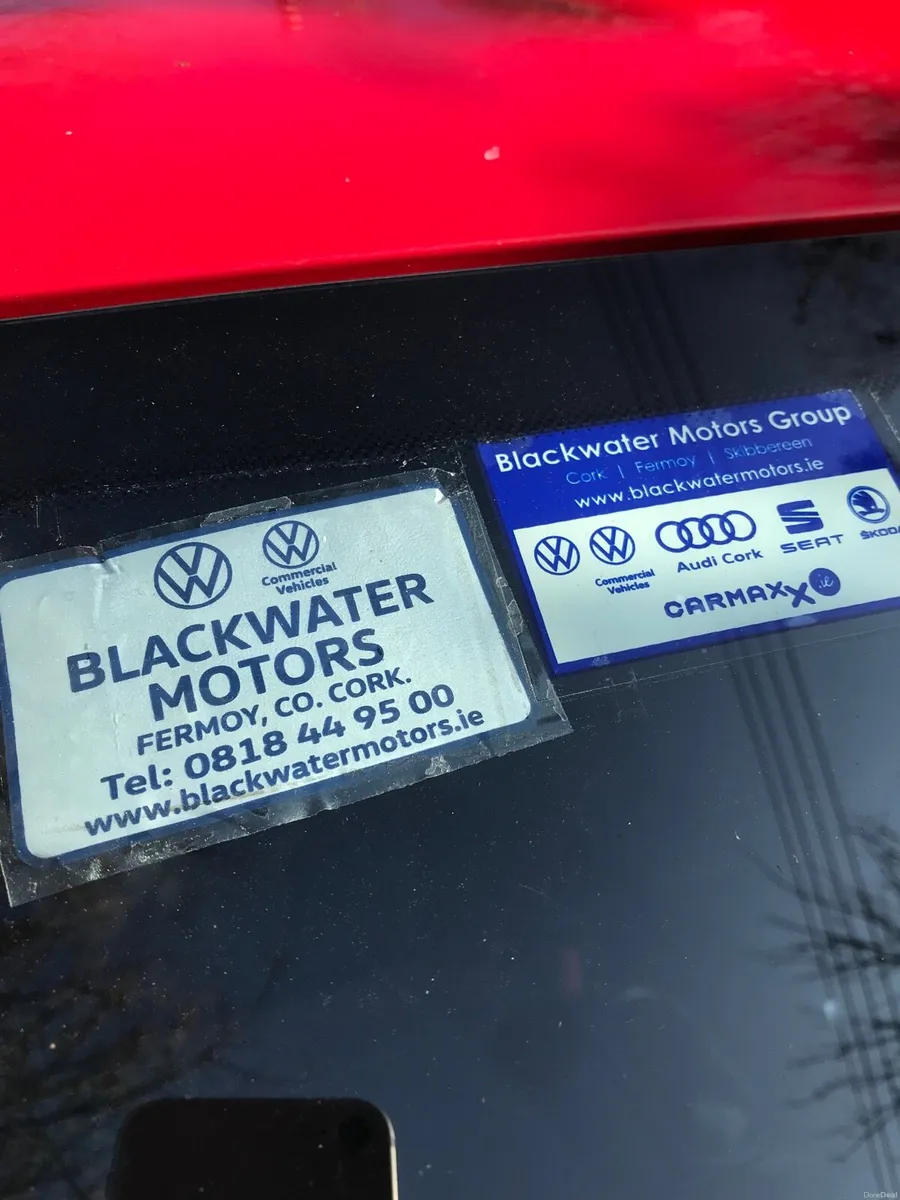 Commercial
Vehicles
BLACKWATER
MOTORS
FERMOY, CO. CORK.
Tel: 0818 44 95 00
www.blackwatermotors.ie
Blackwater Motors Group
Cork | Fermoy | Skibbereen
www.blackwatermotors.ie
Commercial
Vehicles
Audi Cork
SEAT
ŠKODA
CARMAXX.ie
DoneDeal